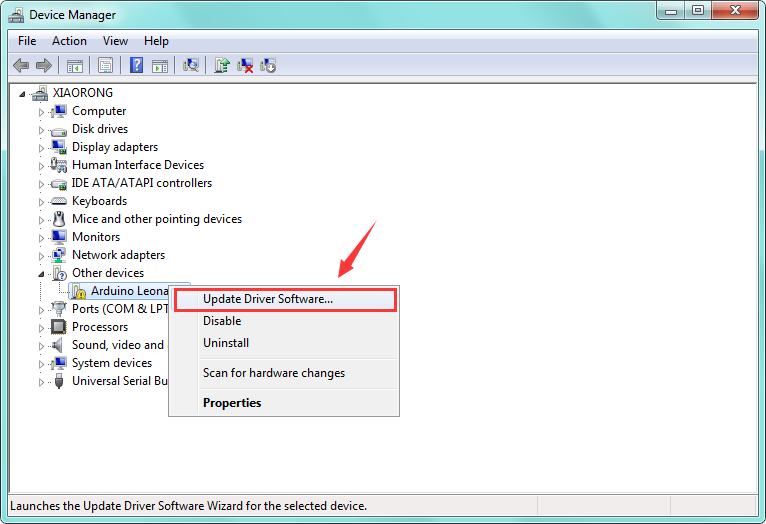 Device Manager
File Action View Help
XIAORONG
Computer
Disk drives
Display adapters
Human Interface Devices
IDE ATA/ATAPI controllers
Keyboards
Mice and other pointing devices
Monitors
Network adapters
Other devices
Arduino Leona
Ports (COM & LPT
Processors
Sound, video and
System devices
Universal Serial Bu
Update Driver Software...
Disable
Uninstall
Scan for hardware changes
Properties
Launches the Update Driver Software Wizard for the selected device.